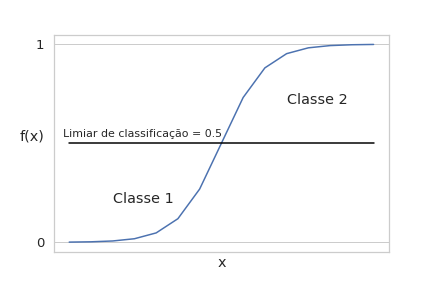 1
Classe 2
f(x)
Limiar de classificação = 0.5
Classe 1
0
x